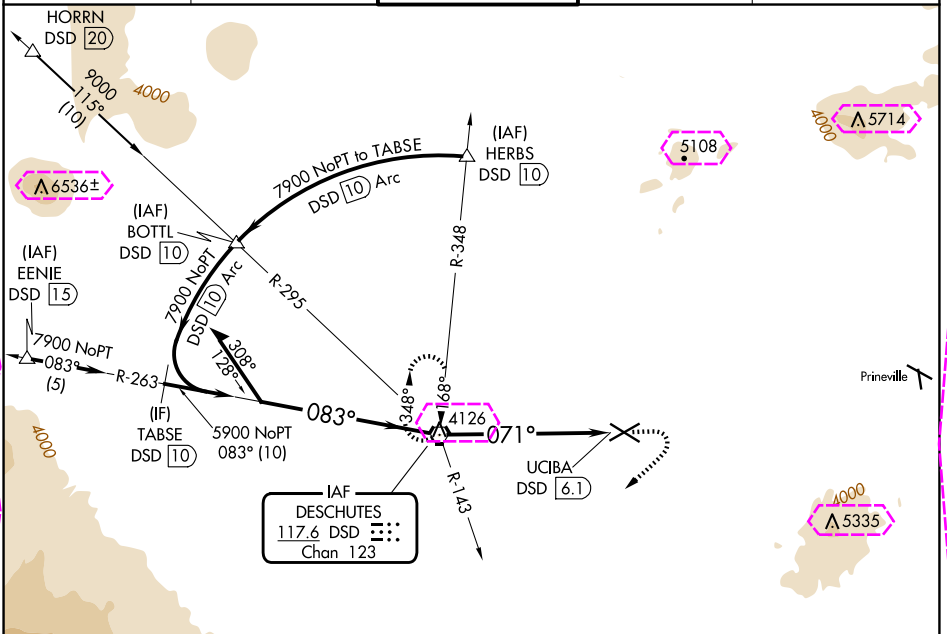 HORRN
DSD 20
9000
115°
(10)
4000
6536±
7900 NoPT to TABSE
DSD 10 Arc
(IAF)
HERBS
DSD 10
5108
4000
5714
(IAF)
BOTTL
DSD 10
R-348
(IAF)
EENIE
DSD 15
7900 NoPT
DSD 10 Arc
R-295
7900 NoPT
083°
(5)
R-263
308°
128°
Prineville
083°
348°
168°
4126
071°
(IF)
TABSE
DSD 10
5900 NoPT
083° (10)
4000
UCIBA
DSD 6.1
R-143
IAF
DESCHUTES
117.6 DSD
Chan 123
4000
5335